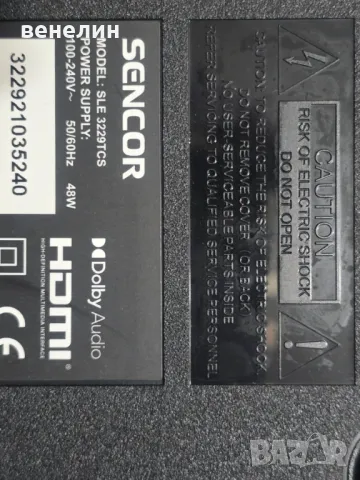 венелин
SENCOR
MODEL: SLE 3229TCS
POWER SUPPLY:
100-240V~ 50/60Hz 48W
322921035240
Dolby Audio
HDMI
HIGH-DEFINITION MULTIMEDIA INTERFACE
CE
CAUTION
RISK OF ELECTRIC SHOCK
DO NOT OPEN
CAUTION: TO REDUCE THE RISK OF ELECTRIC SHOCK
DO NOT REMOVE COVER (OR BACK)
NO USER-SERVICEABLE PARTS INSIDE
SERVICING TO QUALIFIED SERVICE PERSONNEL
bazar